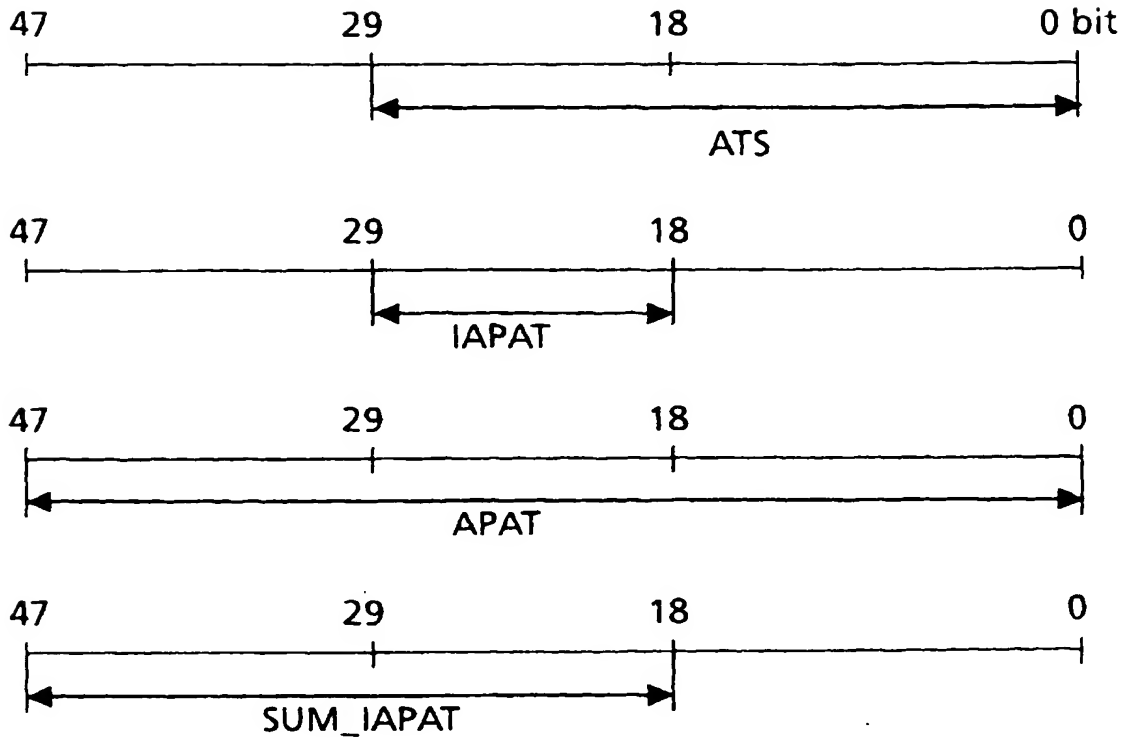 47 29 18 0 bit
ATS
47 29 18 0
IAPAT
47 29 18 0
APAT
47 29 18 0
SUM_IAPAT